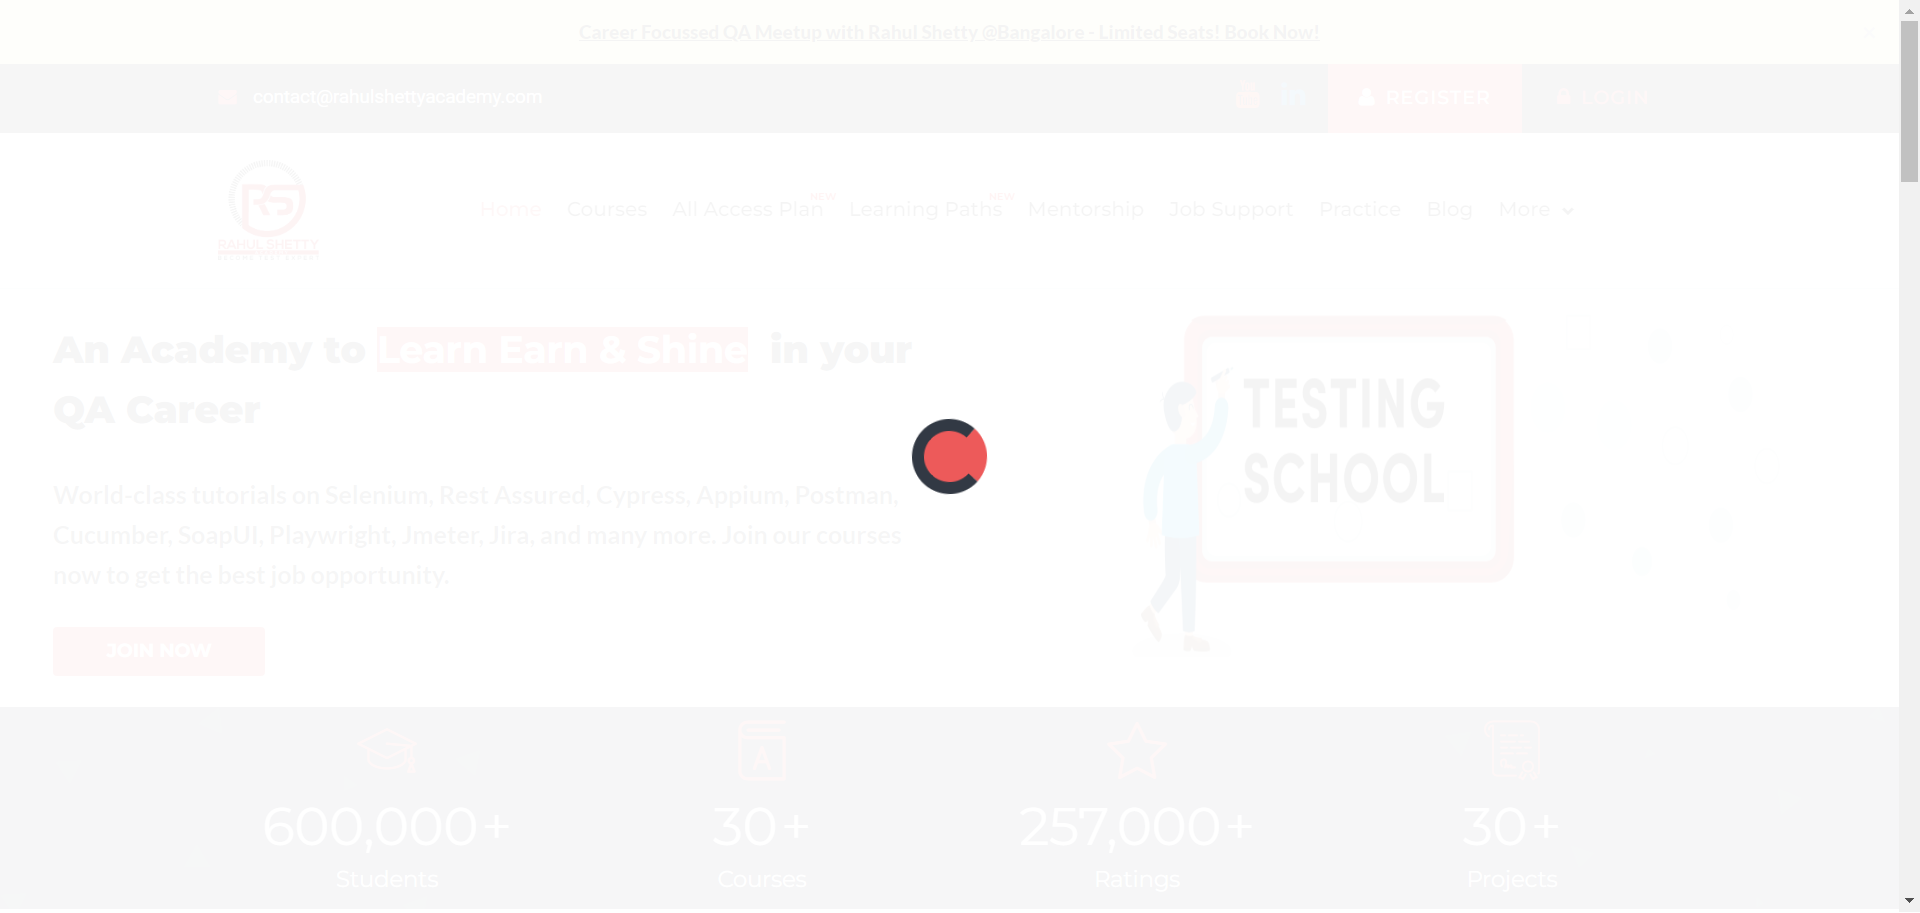 Career Focussed QA Meetup with Rahul Shetty @Bangalore - Limited Seats! Book Now!
contact@rahulshettyacademy.com
REGISTER
LOGIN
RS
RAHUL SHETTY
Home
Courses
All Access Plan NEW
Learning Paths NEW
Mentorship
Job Support
Practice
Blog
More
An Academy to Learn Earn & Shine in your
QA Career
World-class tutorials on Selenium, Rest Assured, Cypress, Appium, Postman,
Cucumber, SoapUI, Playwright, Jmeter, Jira, and many more. Join our courses
now to get the best job opportunity.
JOIN NOW
TESTING
SCHOOL
A
600,000+
Students
30+
Courses
257,000+
Ratings
30+
Projects